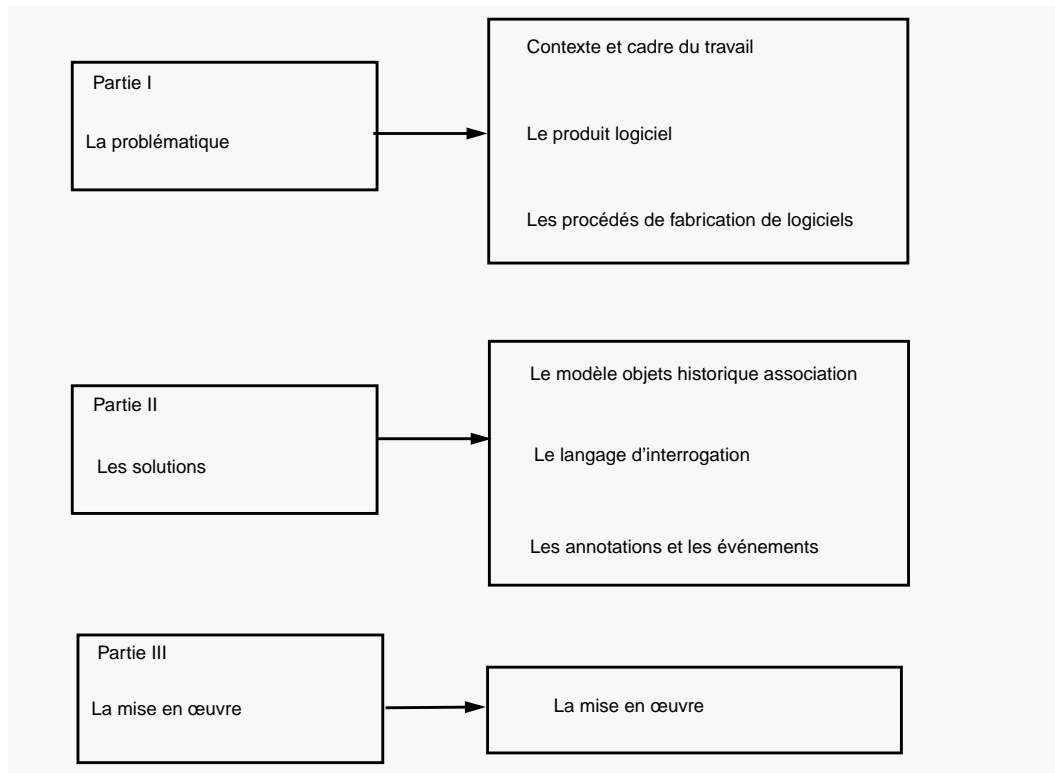 Partie I
La problématique
Contexte et cadre du travail
Le produit logiciel
Les procédés de fabrication de logiciels
Partie II
Les solutions
Le modèle objets historique association
Le langage d'interrogation
Les annotations et les événements
Partie III
La mise en œuvre
La mise en œuvre